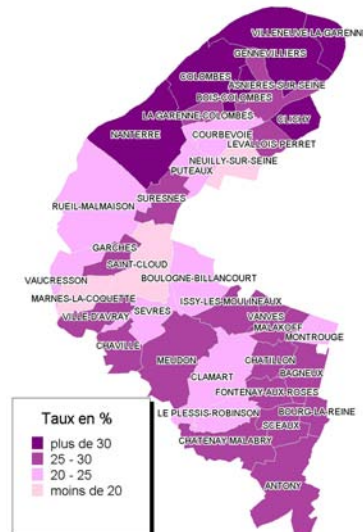 VILLENEUVE-LA-GARENNE
GENNEVILLIERS
COLOMBES
ASNIERES-SUR-SEINE
BOIS-COLOMBES
LA GARENNE-COLOMBES
CLICHY
NANTERRE
COURBEVOIE
LEVALLOIS-PERRET
NEUILLY-SUR-SEINE
PUTEAUX
SURESNES
RUEIL-MALMAISON
GARCHES
SAINT-CLOUD
VAUCRESSON
BOULOGNE-BILLANCOURT
MARNES-LA-COQUETTE
ISSY-LES-MOULINEAUX
SEVRES
VILLE-D'AVRAY
VANVES
MALAKOFF
MONTROUGE
CHAVILLE
MEUDON
CHATILLON
BAGNEUX
CLAMART
FONTENAY-AUX-ROSES
LE PLESSIS-ROBINSON
BOURG-LA-REINE
SCEAUX
CHATENAY-MALABRY
ANTONY
Taux en %
plus de 30
25 - 30
20 - 25
moins de 20